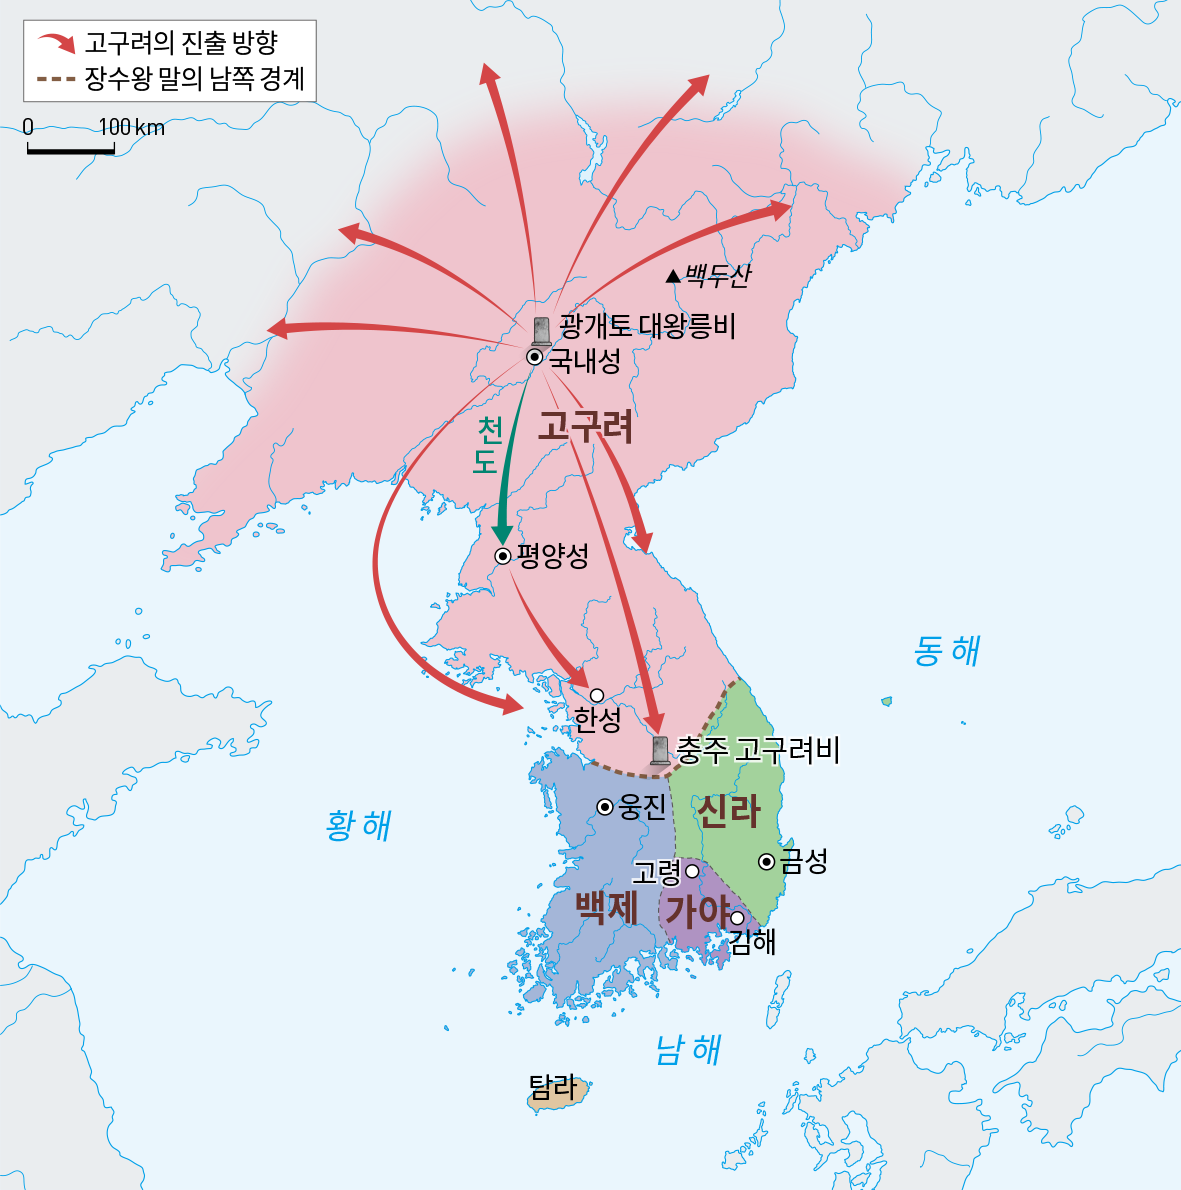 고구려의 진출 방향
장수왕 말의 남쪽 경계
0 100km
백두산
광개토 대왕릉비
국내성
천도
고구려
평양성
동해
한성
충주 고구려비
웅진
신라
황해
금성
고령
백제
가야
김해
남해
탐라